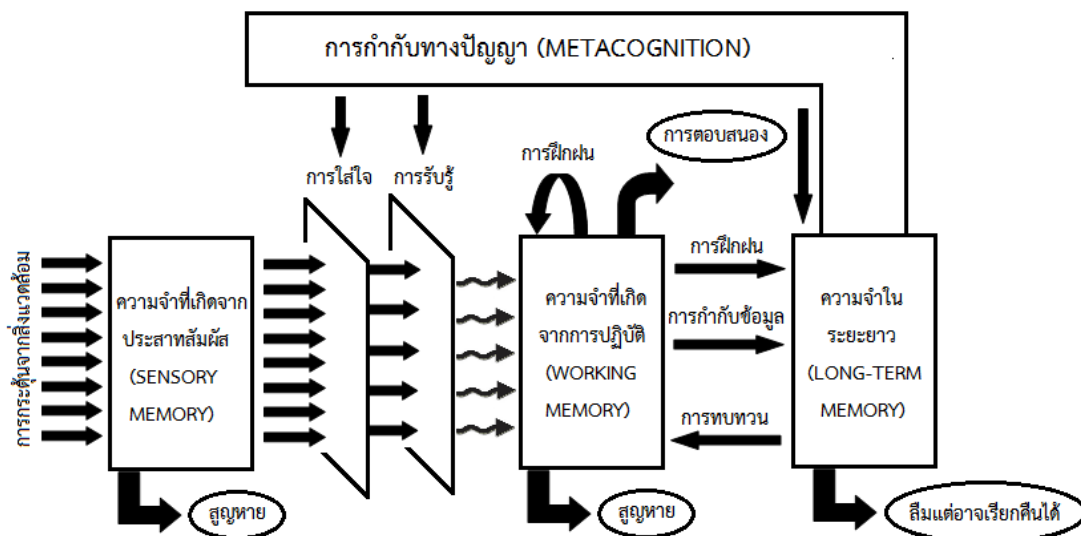 การกำกับทางปัญญา (METACOGNITION)
การตอบสนอง
การฝึกฝน
การใส่ใจ
การรับรู้
การกระตุ้นจากสิ่งแวดล้อม
ความจำที่เกิดจาก
ประสาทสัมผัส
(SENSORY
MEMORY)
ความจำที่เกิด
จากการปฏิบัติ
(WORKING
MEMORY)
การฝึกฝน
การกำกับข้อมูล
การทบทวน
ความจำใน
ระยะยาว
(LONG-TERM
MEMORY)
สูญหาย
สูญหาย
ลืมแต่อาจเรียกคืนได้